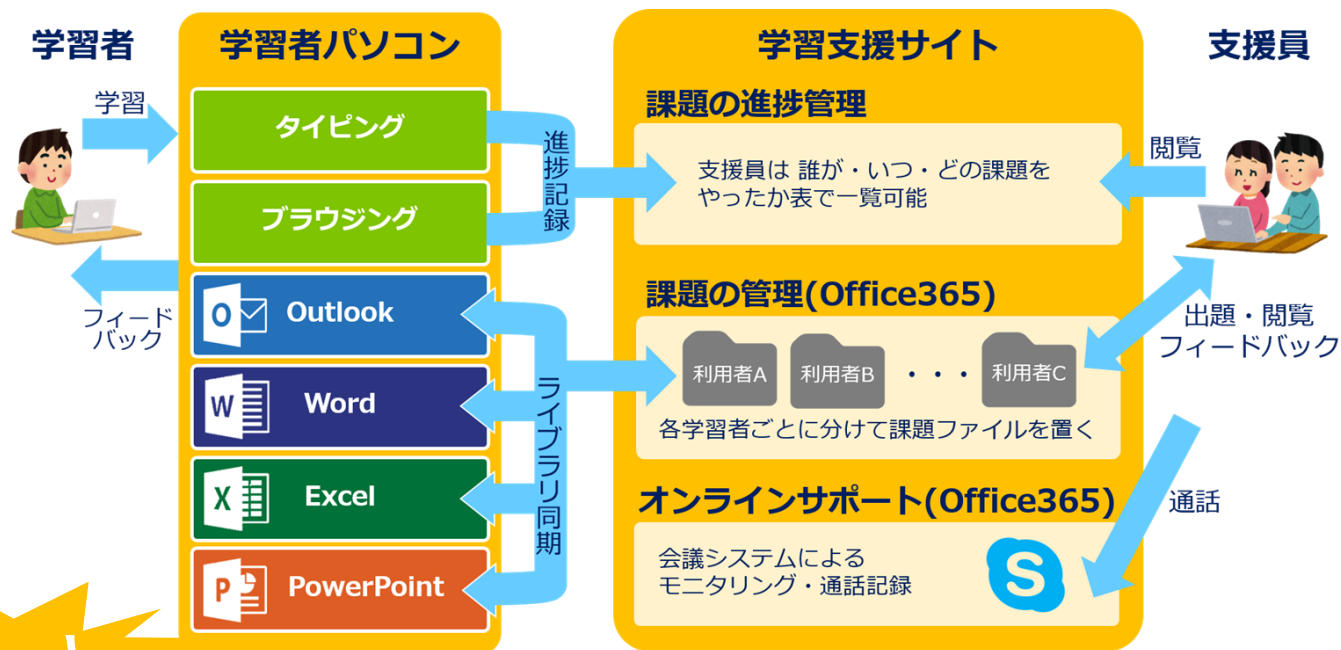 学習者
学習者パソコン
学習支援サイト
支援員
学習
フィード
バック
タイピング
ブラウジング
Outlook
Word
Excel
PowerPoint
進捗記録
ライブラリ同期
課題の進捗管理
支援員は 誰が・いつ・どの課題を
やったか表で一覧可能
課題の管理(Office365)
利用者A
利用者B
・・・
利用者C
各学習者ごとに分けて課題ファイルを置く
オンラインサポート(Office365)
会議システムによる
モニタリング・通話記録
S
閲覧
出題・閲覧
フィードバック
通話
O
W
X
P